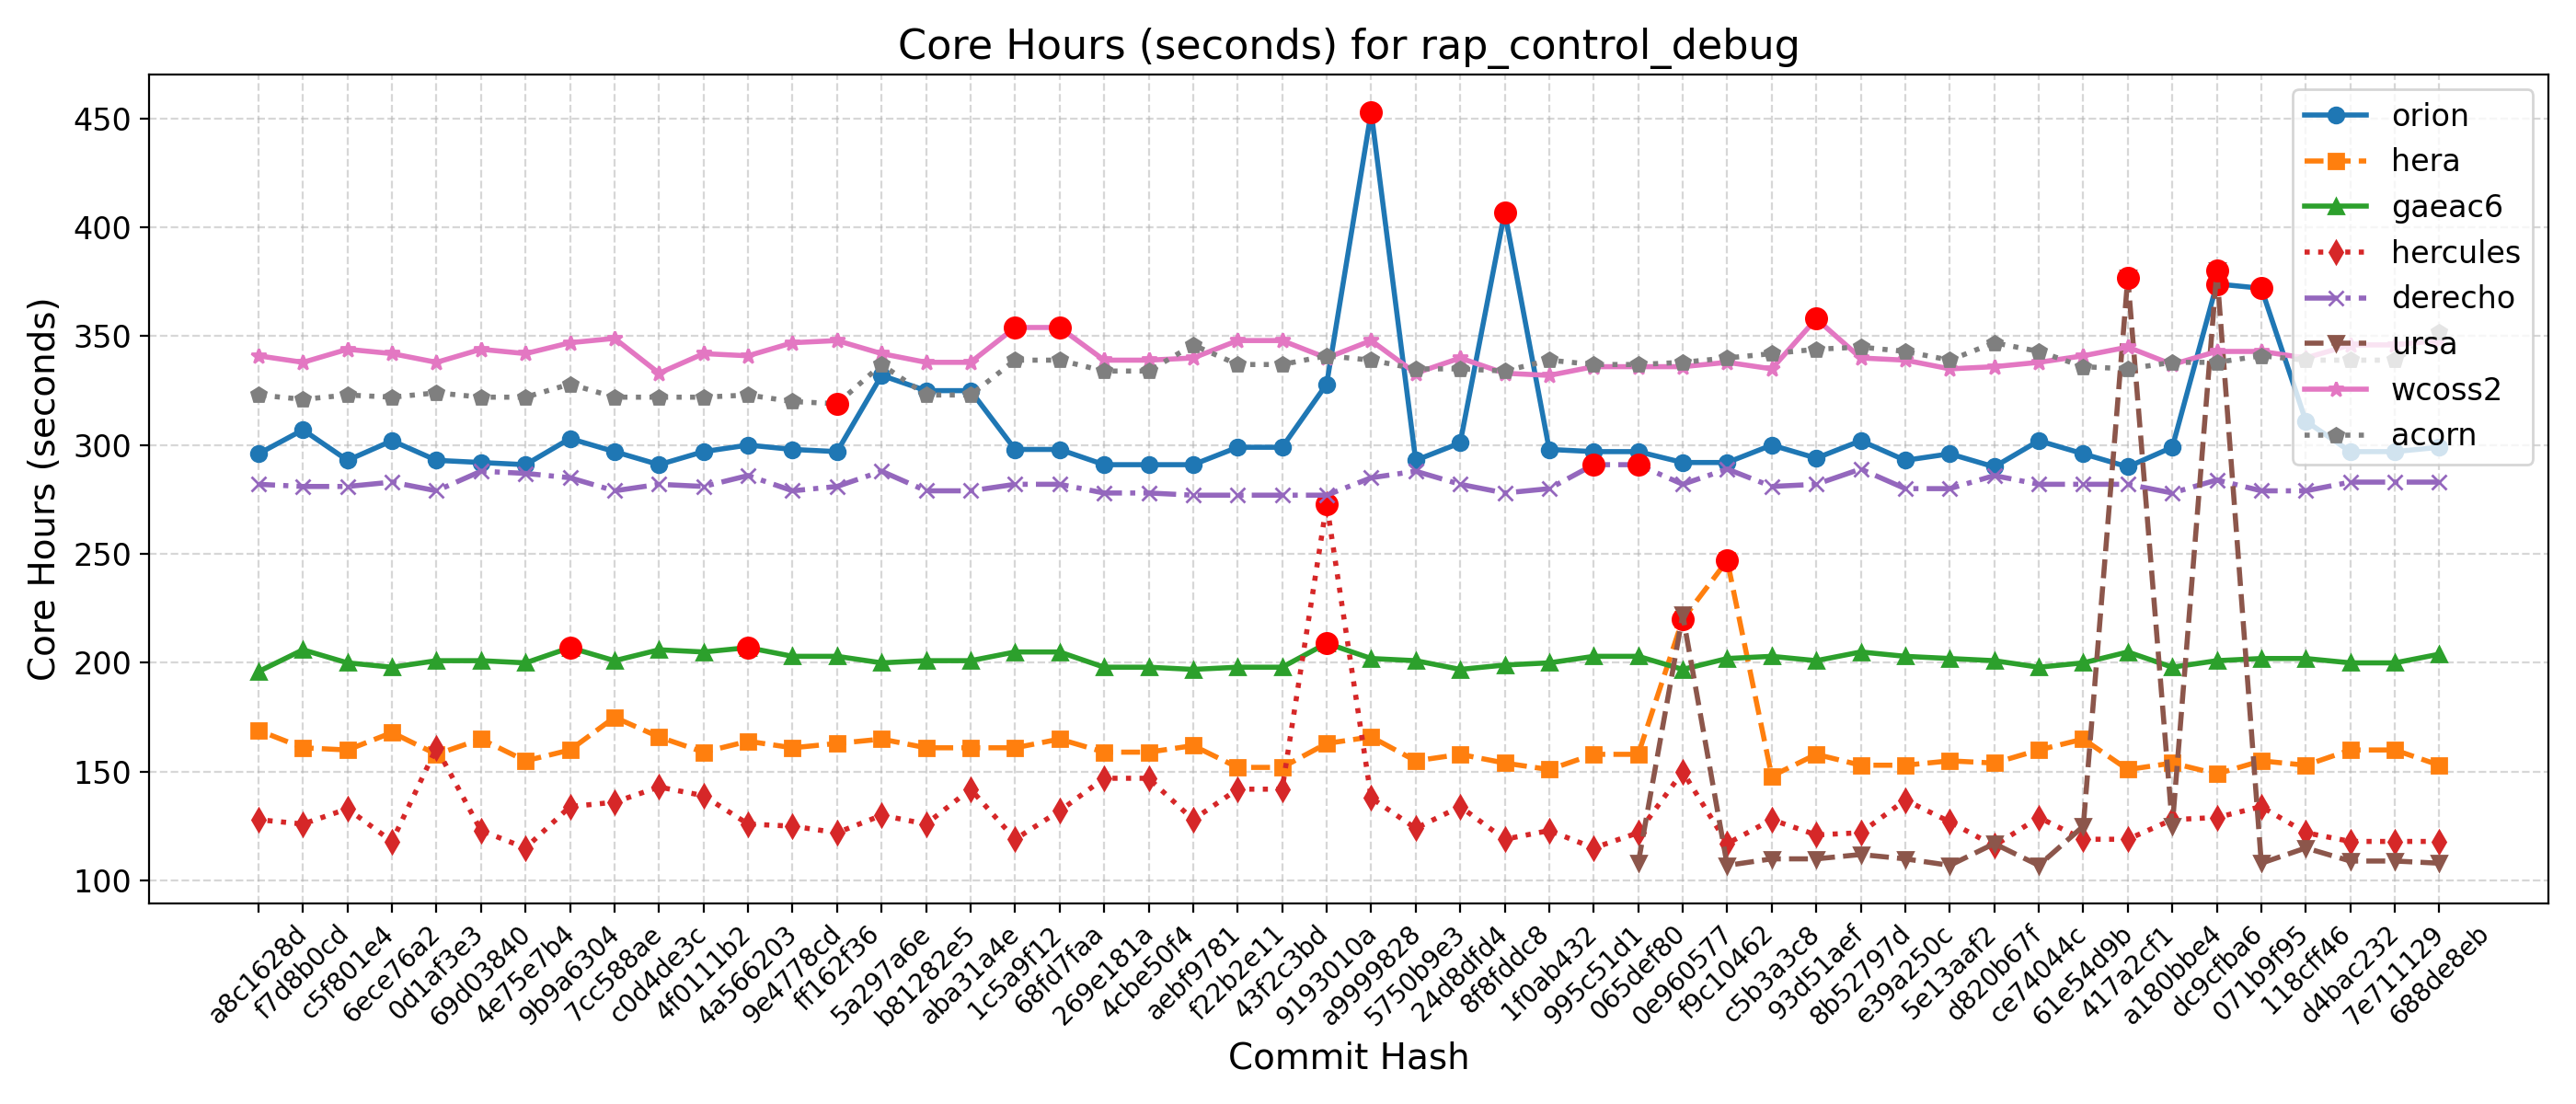 Core Hours (seconds) for rap_control_debug
Core Hours (seconds)
450
400
350
300
250
200
150
100
orion
hera
gaeac6
hercules
derecho
ursa
wcoss2
acorn
a8c1628d
f7d8b0cd
c5f801e4
6ece76a2
0d1af3e3
69d03840
4e75e7b4
9b9a6304
7cc588ae
c0d4de3c
4f0111b2
4a566203
9e4778cd
ff162f36
5a297a6e
b81282e5
aba31a4e
1c5a9f12
68fd7faa
269e181a
4cbe50f4
aebf9781
f22b2e11
43f2c3bd
9193010a
a9999828
5750b9e3
24d8dfd4
8f8fddc8
1f0ab432
995c51d1
065def80
0e960577
f9c10462
c5b3a3c8
93d51aef
8b52797d
e39a250c
5e13aaf2
d820b67f
ce74044c
61e54d9b
417a2cf1
a180bbe4
dc9cfba6
071b9f95
118cff46
d4bac232
7e711129
688de8eb
Commit Hash